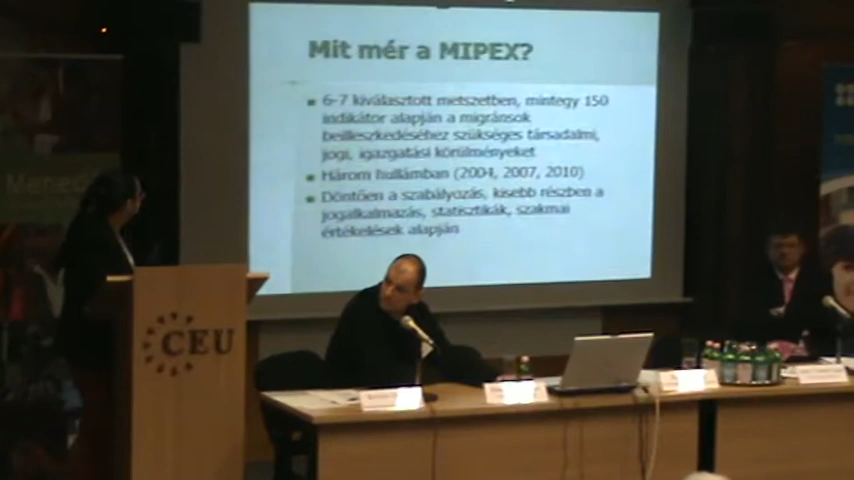 Mit mér a MIPEX?
6-7 kiválasztott metszetben, mintegy 150
indikátor alapján a migránsok
beilleszkedéséhez szükséges társadalmi,
jogi, igazgatási körülményeket
Három hullámban (2004, 2007, 2010)
Döntően a szabályozás, kisebb részben a
jogalkalmazás, statisztikák, szakmai
értékelések alapján
Mened
CEU